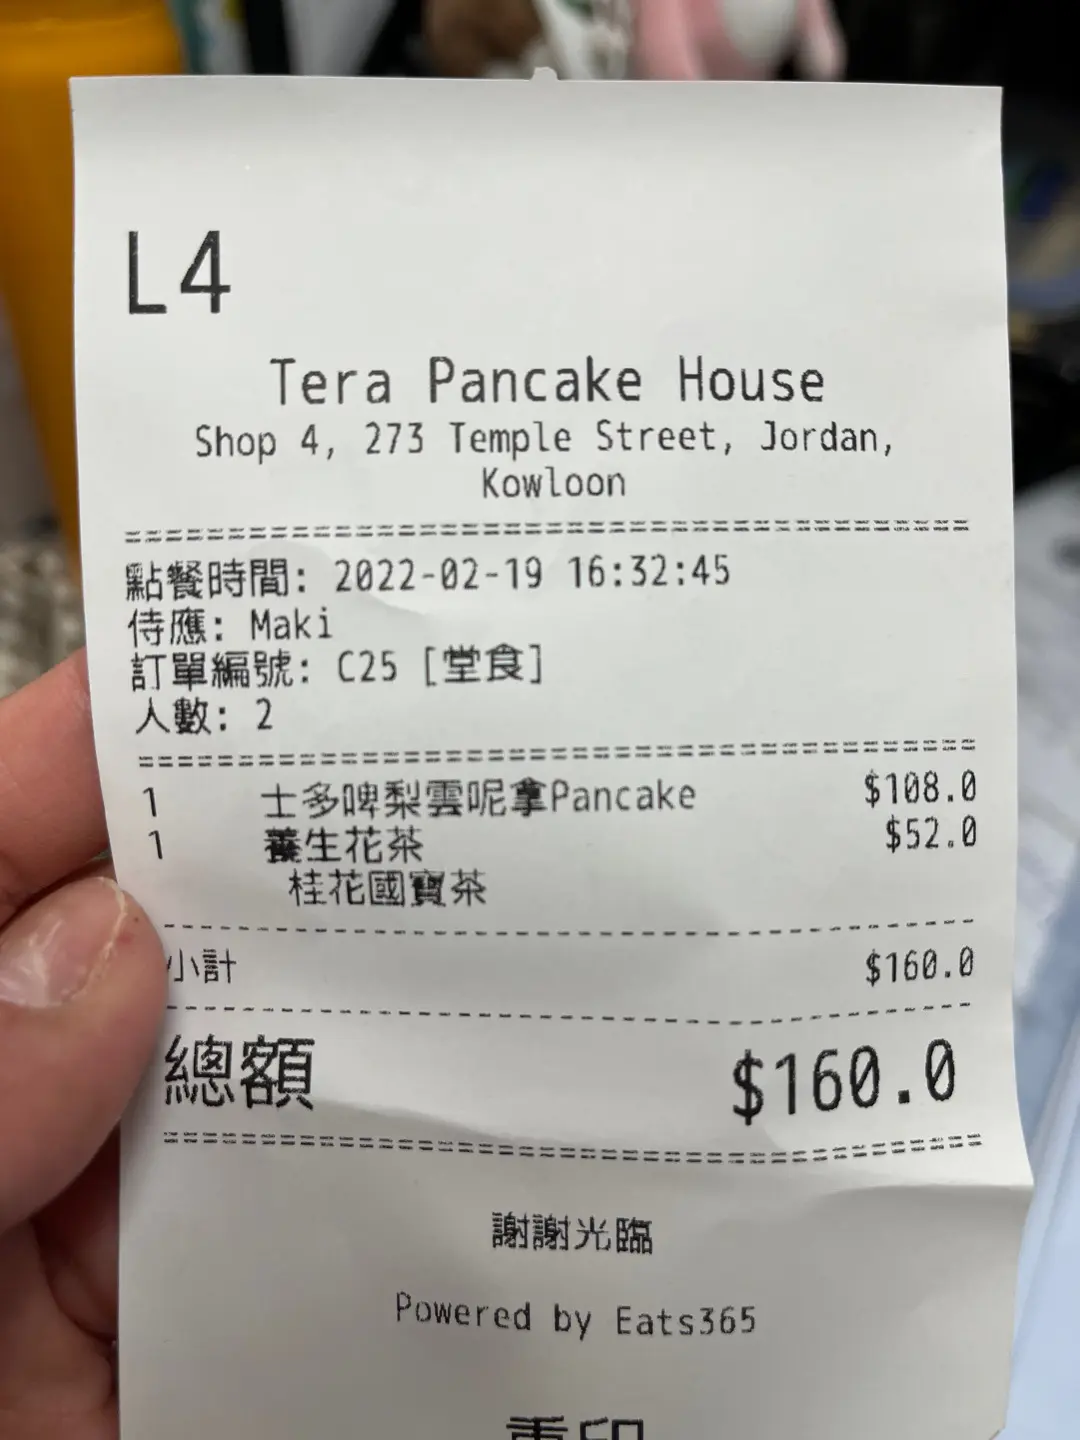 L4
Tera Pancake House
Shop 4, 273 Temple Street, Jordan,
Kowloon
點餐時間: 2022-02-19 16:32:45
侍應: Maki
訂單編號: C25 [堂食]
人數: 2
1 士多啤梨雲呢拿Pancake $108.0
1 養生花茶 $52.0
桂花國寶茶
小計 $160.0
總額 $160.0
謝謝光臨
Powered by Eats365
重印